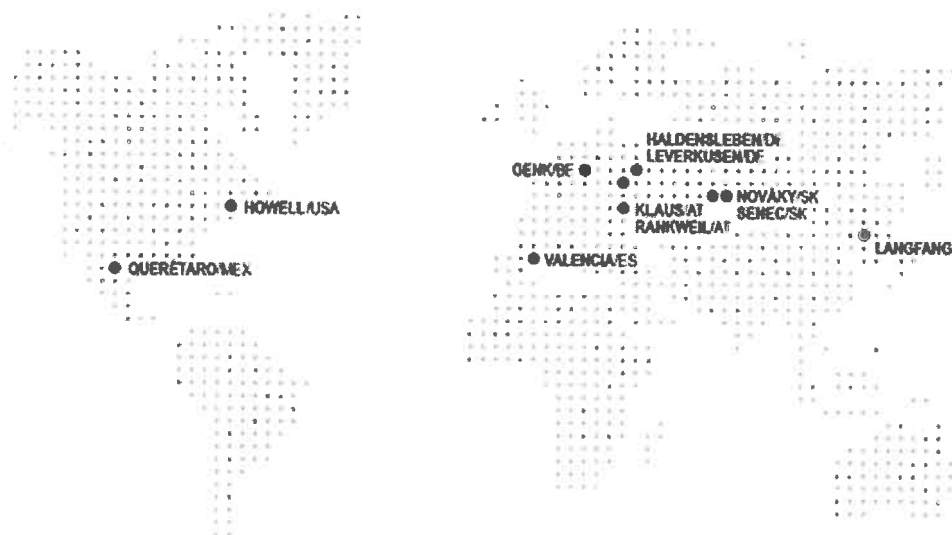 HALDENSLEBEN/DE
LEVERKUSEN/DE
GENK/BE
NOVÁKY/SK
SENEC/SK
HOWELL/USA
KLAUS/AT
RANKWEIL/AT
LANGFANG
VALENCIA/ES
QUERÉTARO/MEX